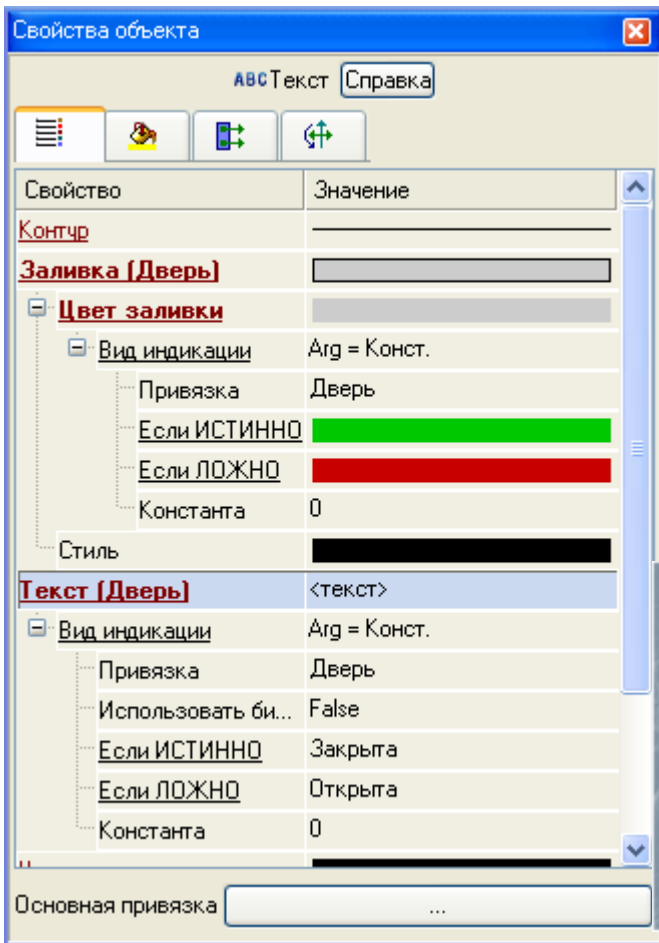 Свойства объекта
ABC Текст Справка
Свойство Значение
Контур
Заливка (Дверь)
Цвет заливки
Вид индикации Arg = Конст.
Привязка Дверь
Если ИСТИННО
Если ЛОЖНО
Константа 0
Стиль
Текст (Дверь) <текст>
Вид индикации Arg = Конст.
Привязка Дверь
Использовать би... False
Если ИСТИННО Закрыта
Если ЛОЖНО Открыта
Константа 0
Основная привязка ...